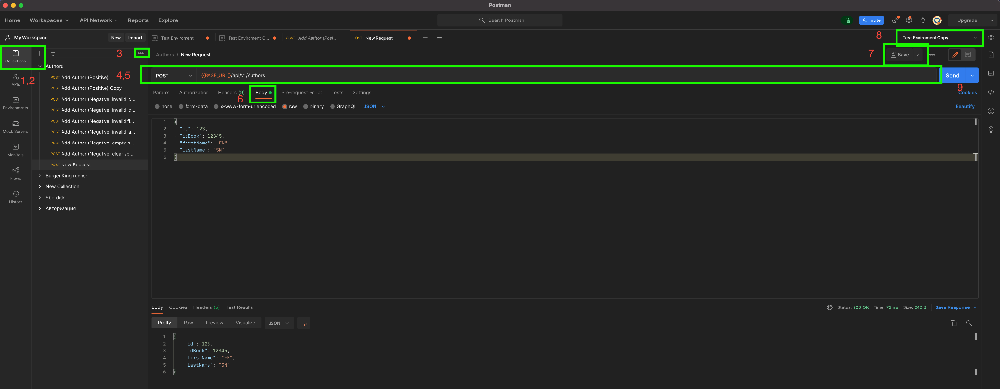 Postman
Home Workspaces API Network Reports Explore Search Postman Invite Upgrade
My Workspace New Import
Test Enviroment Test Enviroment C... POST Add Author (Posi... POST New Request 8 Test Enviroment Copy
Collections
3
Authors / New Request 7 Save
Authors
1,2
POST Add Author (Positive)
POST Add Author (Positive) Copy
POST Add Author (Negative: invalid id...
POST Add Author (Negative: invalid id...
POST Add Author (Negative: invalid fi...
POST Add Author (Negative: invalid la...
POST Add Author (Negative: empty b...
POST Add Author (Negative: clear sp...
POST New Request
Burger King runner
New Collection
Sberdisk
Авторизация
APIs
Environments
Mock Servers
Monitors
Flows
History
4,5 POST {{BASE_URL}}/api/v1/Authors Send
9
Params Authorization Headers (9) Body Pre-request Script Tests Settings Cookies
6
none form-data x-www-form-urlencoded raw binary GraphQL JSON Beautify
1 {
2 "id": 123,
3 "idBook": 12345,
4 "firstName": "FN",
5 "lastName": "SN"
6 }
Body Cookies Headers (5) Test Results Status: 200 OK Time: 72 ms Size: 242 B Save Response
Pretty Raw Preview Visualize JSON
1 {
2 "id": 123,
3 "idBook": 12345,
4 "firstName": "FN",
5 "lastName": "SN"
6 }